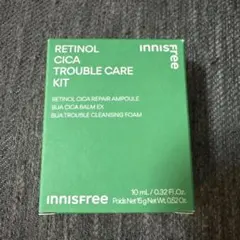 RETINOL
CICA
TROUBLE CARE
KIT
innisfree
RETINOL CICA REPAIR AMPOULE
BIJA CICA BALM EX
BIJA TROUBLE CLEANSING FOAM
innisfree
10 mL / 0.32 Fl.Oz.
Poids Net 15 g Net Wt. 0.52 Oz.